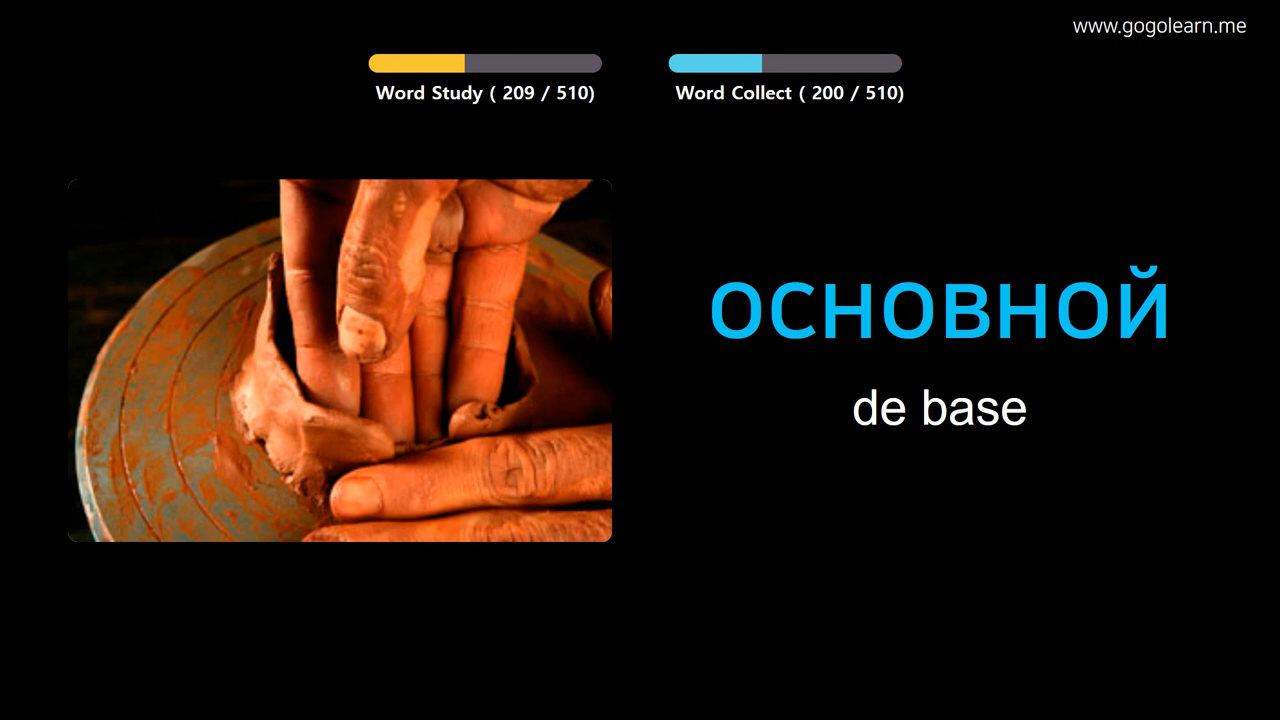 www.gogolearn.me
Word Study ( 209 / 510)
Word Collect ( 200 / 510)
основной
de base